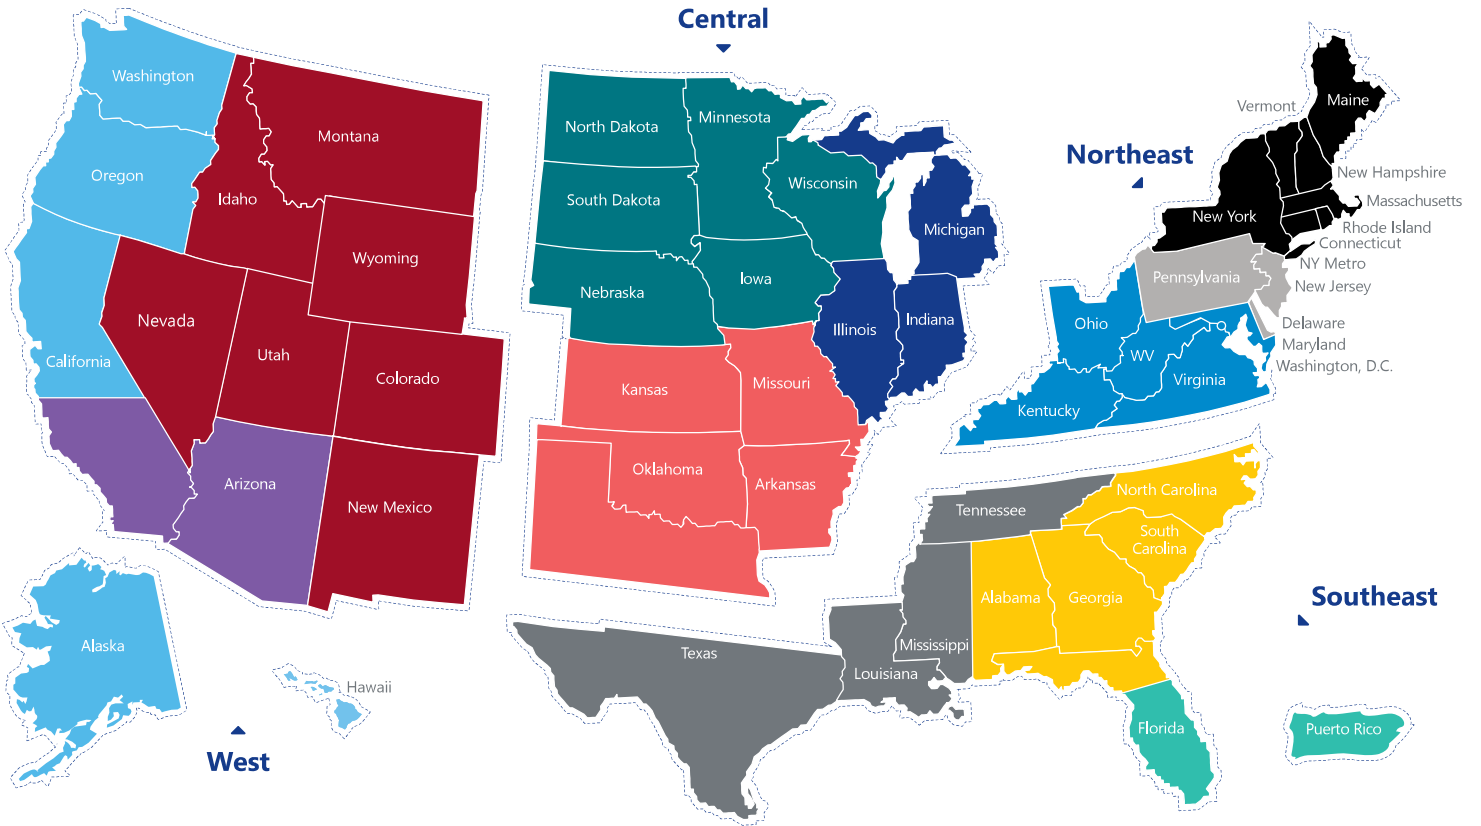 Central
Washington
Montana
Oregon
Idaho
Wyoming
Nevada
California
Utah
Colorado
Arizona
New Mexico
Alaska
Hawaii
West
North Dakota
Minnesota
South Dakota
Wisconsin
Michigan
Nebraska
Iowa
Illinois
Indiana
Kansas
Missouri
Oklahoma
Arkansas
Northeast
Vermont
Maine
New Hampshire
Massachusetts
New York
Rhode Island
Connecticut
NY Metro
Pennsylvania
New Jersey
Delaware
Maryland
Washington, D.C.
Ohio
WV
Virginia
Kentucky
Tennessee
North Carolina
South
Carolina
Alabama
Georgia
Mississippi
Texas
Louisiana
Florida
Southeast
Puerto Rico